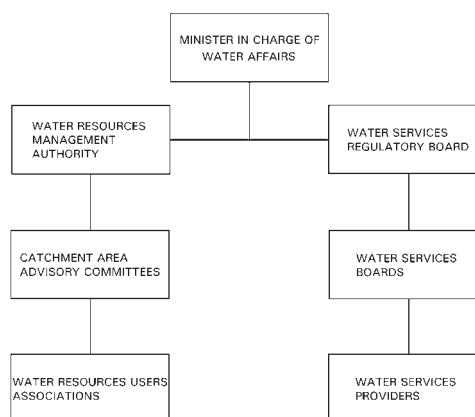 MINISTER IN CHARGE OF
WATER AFFAIRS
WATER RESOURCES
MANAGEMENT
AUTHORITY
WATER SERVICES
REGULATORY BOARD
CATCHMENT AREA
ADVISORY COMMITTEES
WATER SERVICES
BOARDS
WATER RESOURCES USERS
ASSOCIATIONS
WATER SERVICES
PROVIDERS